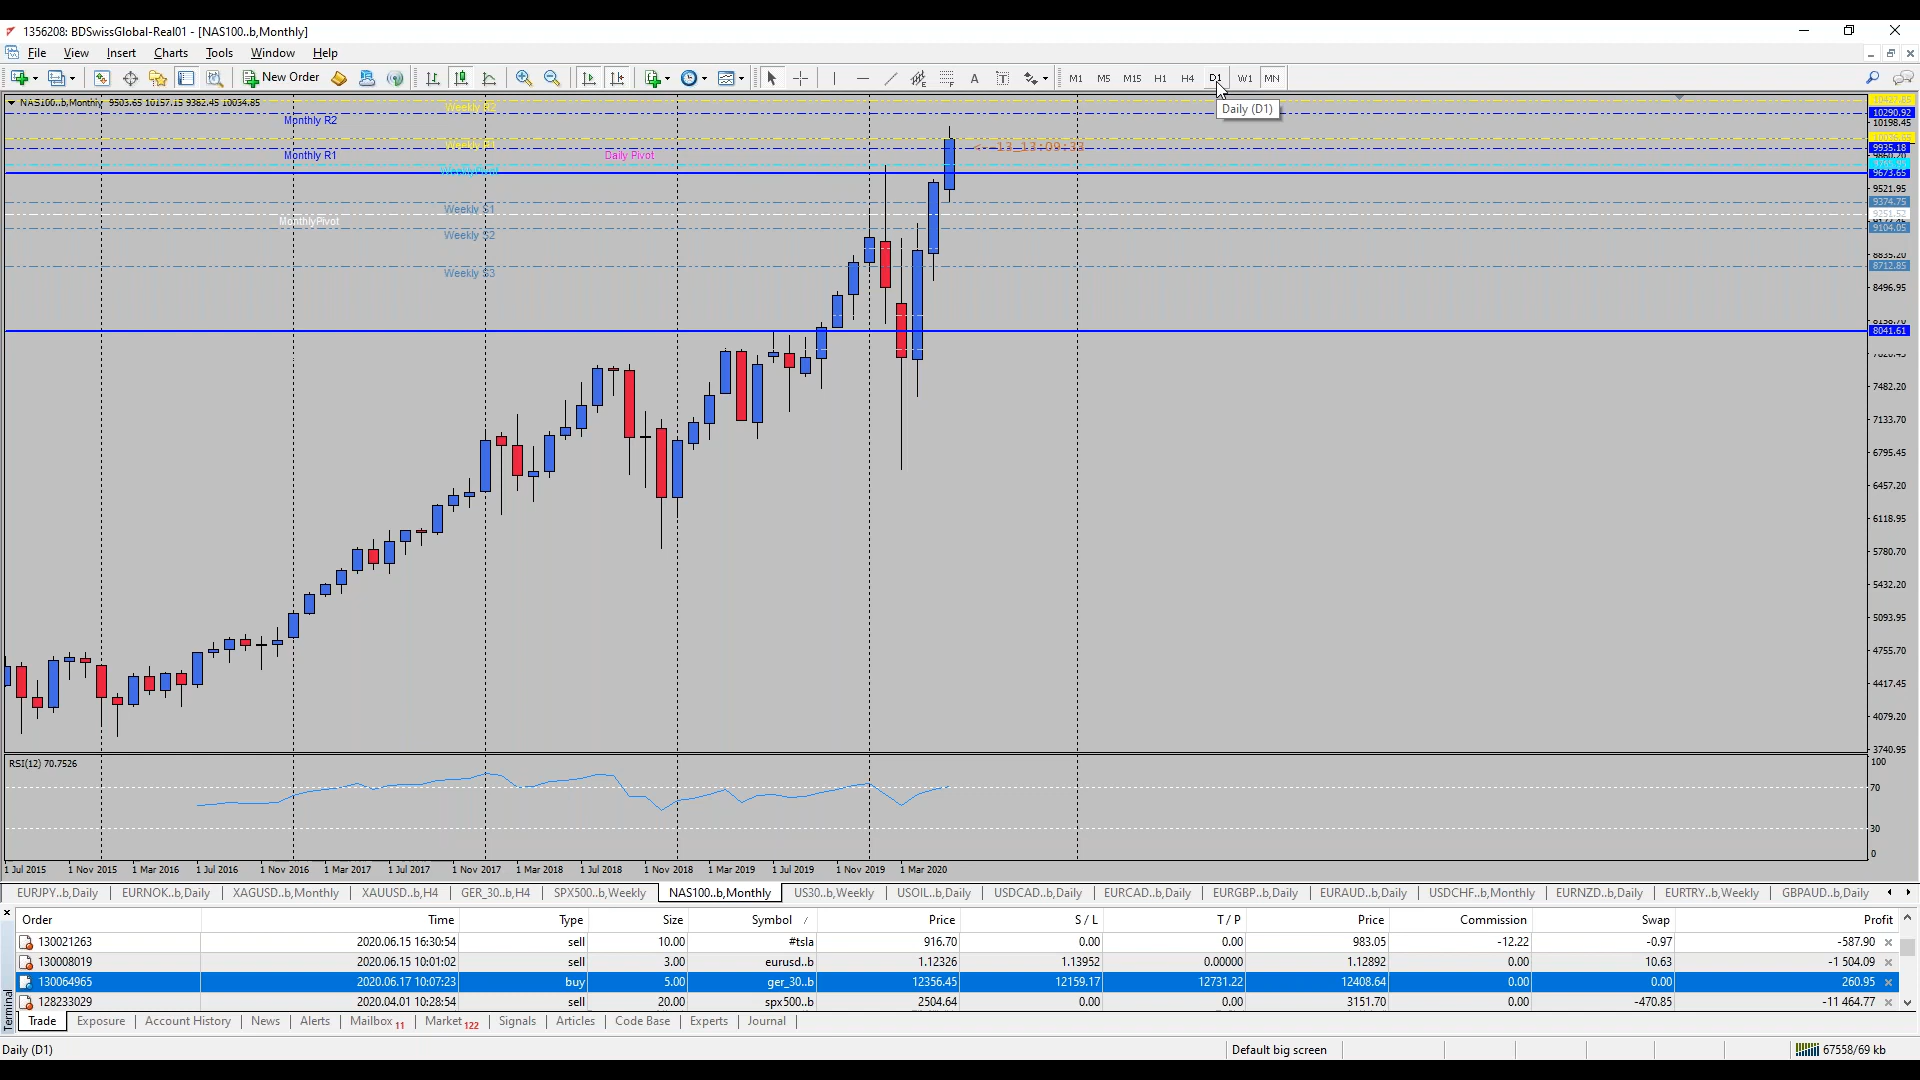 1356208: BDSwissGlobal-Real01 - [NAS100..b,Monthly]
File View Insert Charts Tools Window Help
New Order A T M1 M5 M15 H1 H4 D1 W1 MN
Daily (D1)
NAS100..b,Monthly 9503.65 10157.15 9382.45 10034.85
Weekly R2
Monthly R2
Monthly R1
Daily Pivot
<--13_13:09:33
Weekly S1
MonthlyPivot
Weekly S2
Weekly S3
10290.92
10198.45
9935.18
9673.65
9521.95
9374.75
9251.52
9104.05
8835.20
8712.85
8496.95
8041.61
7482.20
7133.70
6795.45
6457.20
6118.95
5780.70
5432.20
5093.95
4755.70
4417.45
4079.20
3740.95
RSI(12) 70.7526
100
70
30
0
1 Jul 2015 1 Nov 2015 1 Mar 2016 1 Jul 2016 1 Nov 2016 1 Mar 2017 1 Jul 2017 1 Nov 2017 1 Mar 2018 1 Jul 2018 1 Nov 2018 1 Mar 2019 1 Jul 2019 1 Nov 2019 1 Mar 2020
EURJPY..b,Daily EURNOK..b,Daily XAGUSD..b,Monthly XAUUSD..b,H4 GER_30..b,H4 SPX500..b,Weekly NAS100..b,Monthly US30..b,Weekly USOIL..b,Daily USDCAD..b,Daily EURCAD..b,Daily EURGBP..b,Daily EURAUD..b,Daily USDCHF..b,Monthly EURNZD..b,Daily EURTRY..b,Weekly GBPAUD..b,Daily
Order Time Type Size Symbol / Price S / L T / P Price Commission Swap Profit
130021263 2020.06.15 16:30:54 sell 10.00 #tsla 916.70 0.00 0.00 983.05 -12.22 -0.97 -587.90
130008019 2020.06.15 10:01:02 sell 3.00 eurusd..b 1.12326 1.13952 0.00000 1.12892 0.00 10.63 -1 504.09
130064965 2020.06.17 10:07:23 buy 5.00 ger_30..b 12356.45 12159.17 12731.22 12408.64 0.00 0.00 260.95
128233029 2020.04.01 10:28:54 sell 20.00 spx500..b 2504.64 0.00 0.00 3151.70 0.00 -470.85 -11 464.77
Terminal
Trade Exposure Account History News Alerts Mailbox 11 Market 122 Signals Articles Code Base Experts Journal
Daily (D1) Default big screen 67558/69 kb